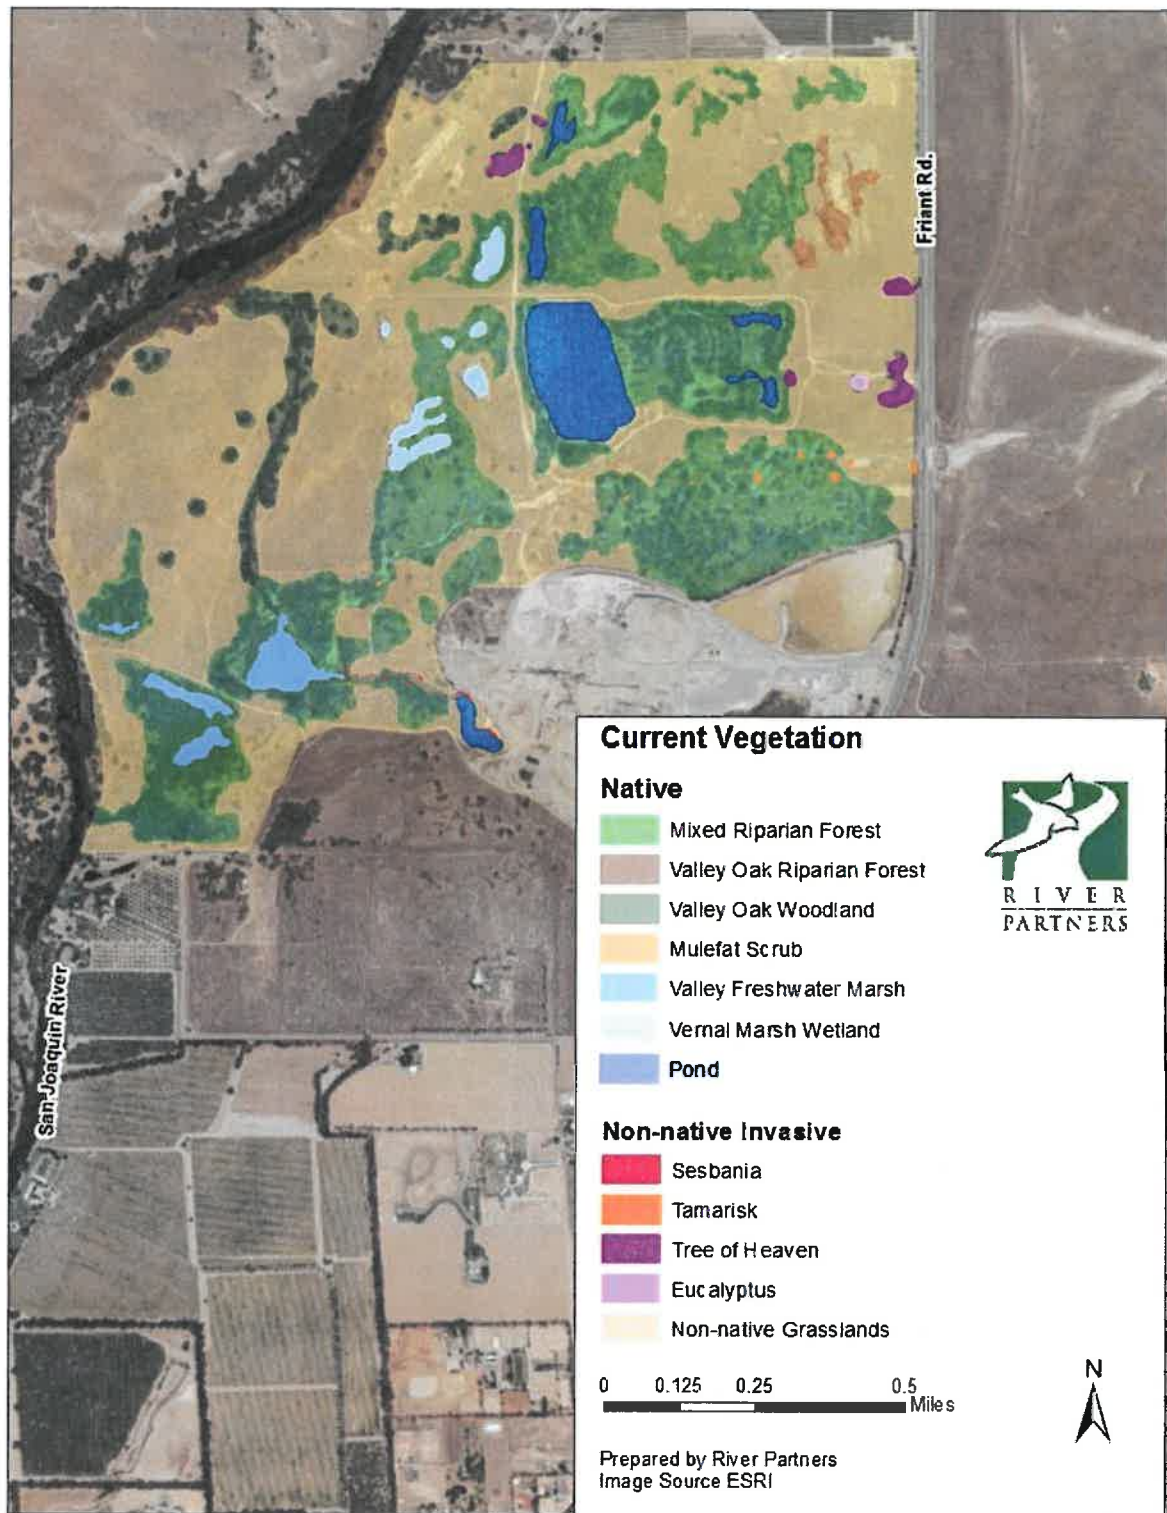 Friant Rd.
San Joaquin River
Current Vegetation
Native
Mixed Riparian Forest
Valley Oak Riparian Forest
Valley Oak Woodland
Mulefat Scrub
Valley Freshwater Marsh
Vernal Marsh Wetland
Pond
RIVER
PARTNERS
Non-native Invasive
Sesbania
Tamarisk
Tree of Heaven
Eucalyptus
Non-native Grasslands
0 0.125 0.25 0.5
Miles
N
Prepared by River Partners
Image Source ESRI